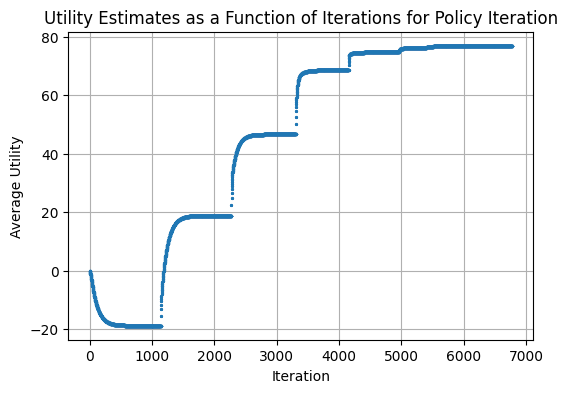 Utility Estimates as a Function of Iterations for Policy Iteration
80
60
40
20
0
−20
Average Utility
0 1000 2000 3000 4000 5000 6000 7000
Iteration